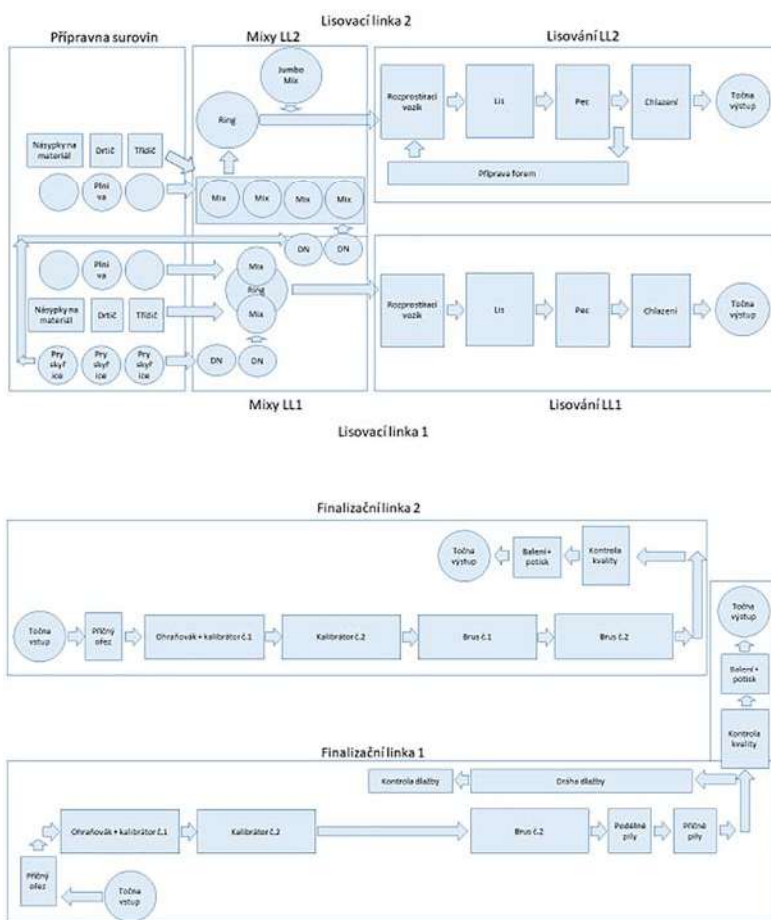 Lisovací linka 2
Přípravna surovin
Mixy LL2
Lisování LL2
Jumbo
Mix
Ring
Rozprostírací
vozík
Lis
Pec
Chlazení
Točna
výstup
Příprava forem
Násypky na
materiál
Drtič
Třídič
Plni
va
Mix
Mix
Mix
Mix
DN
DN
Plni
va
Mix
Ring
Mix
Násypky na
materiál
Drtič
Třídič
Pry
skyř
ice
Pry
skyř
ice
Pry
skyř
ice
DN
DN
Rozprostírací
vozík
Lis
Pec
Chlazení
Točna
výstup
Mixy LL1
Lisování LL1
Lisovací linka 1
Finalizační linka 2
Točna
výstup
Balení +
potisk
Kontrola
kvality
Točna
vstup
Příčný
ořez
Ohraňovák + kalibrátor č.1
Kalibrátor č.2
Brus č.1
Brus č.2
Točna
výstup
Balení +
potisk
Kontrola
kvality
Finalizační linka 1
Kontrola dlažby
Dráha dlažby
Ohraňovák + kalibrátor č.1
Kalibrátor č.2
Brus č.2
Podélné
pily
Příčné
pily
Příčný
ořez
Točna
vstup